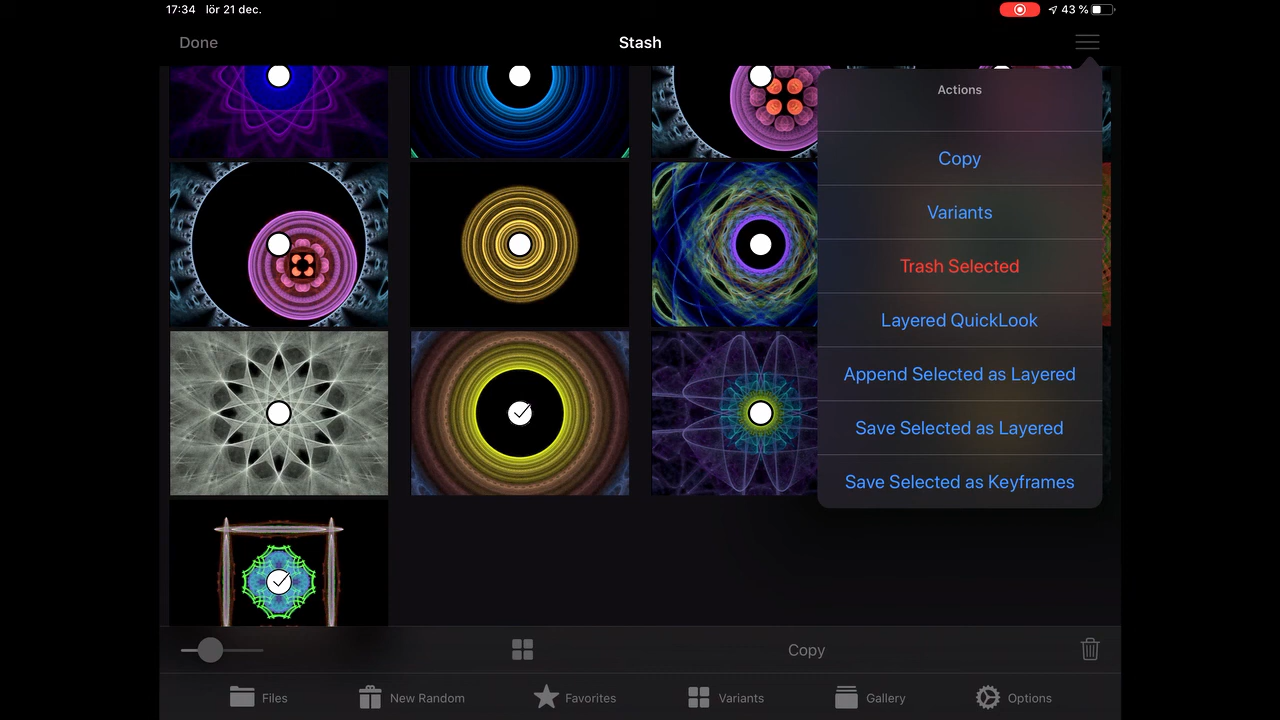 17:34 lör 21 dec.
43 %
Done
Stash
Actions
Copy
Variants
Trash Selected
Layered QuickLook
Append Selected as Layered
Save Selected as Layered
Save Selected as Keyframes
Copy
Files
New Random
Favorites
Variants
Gallery
Options